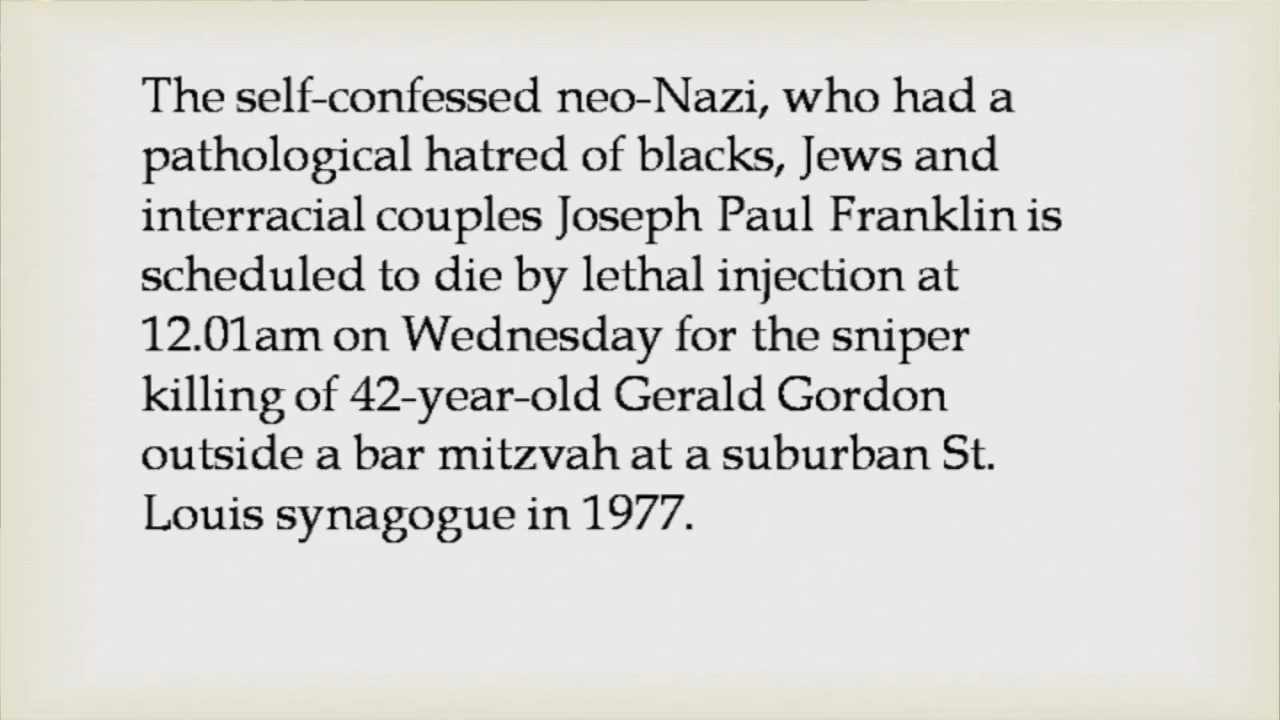 The self-confessed neo-Nazi, who had a
pathological hatred of blacks, Jews and
interracial couples Joseph Paul Franklin is
scheduled to die by lethal injection at
12.01am on Wednesday for the sniper
killing of 42-year-old Gerald Gordon
outside a bar mitzvah at a suburban St.
Louis synagogue in 1977.